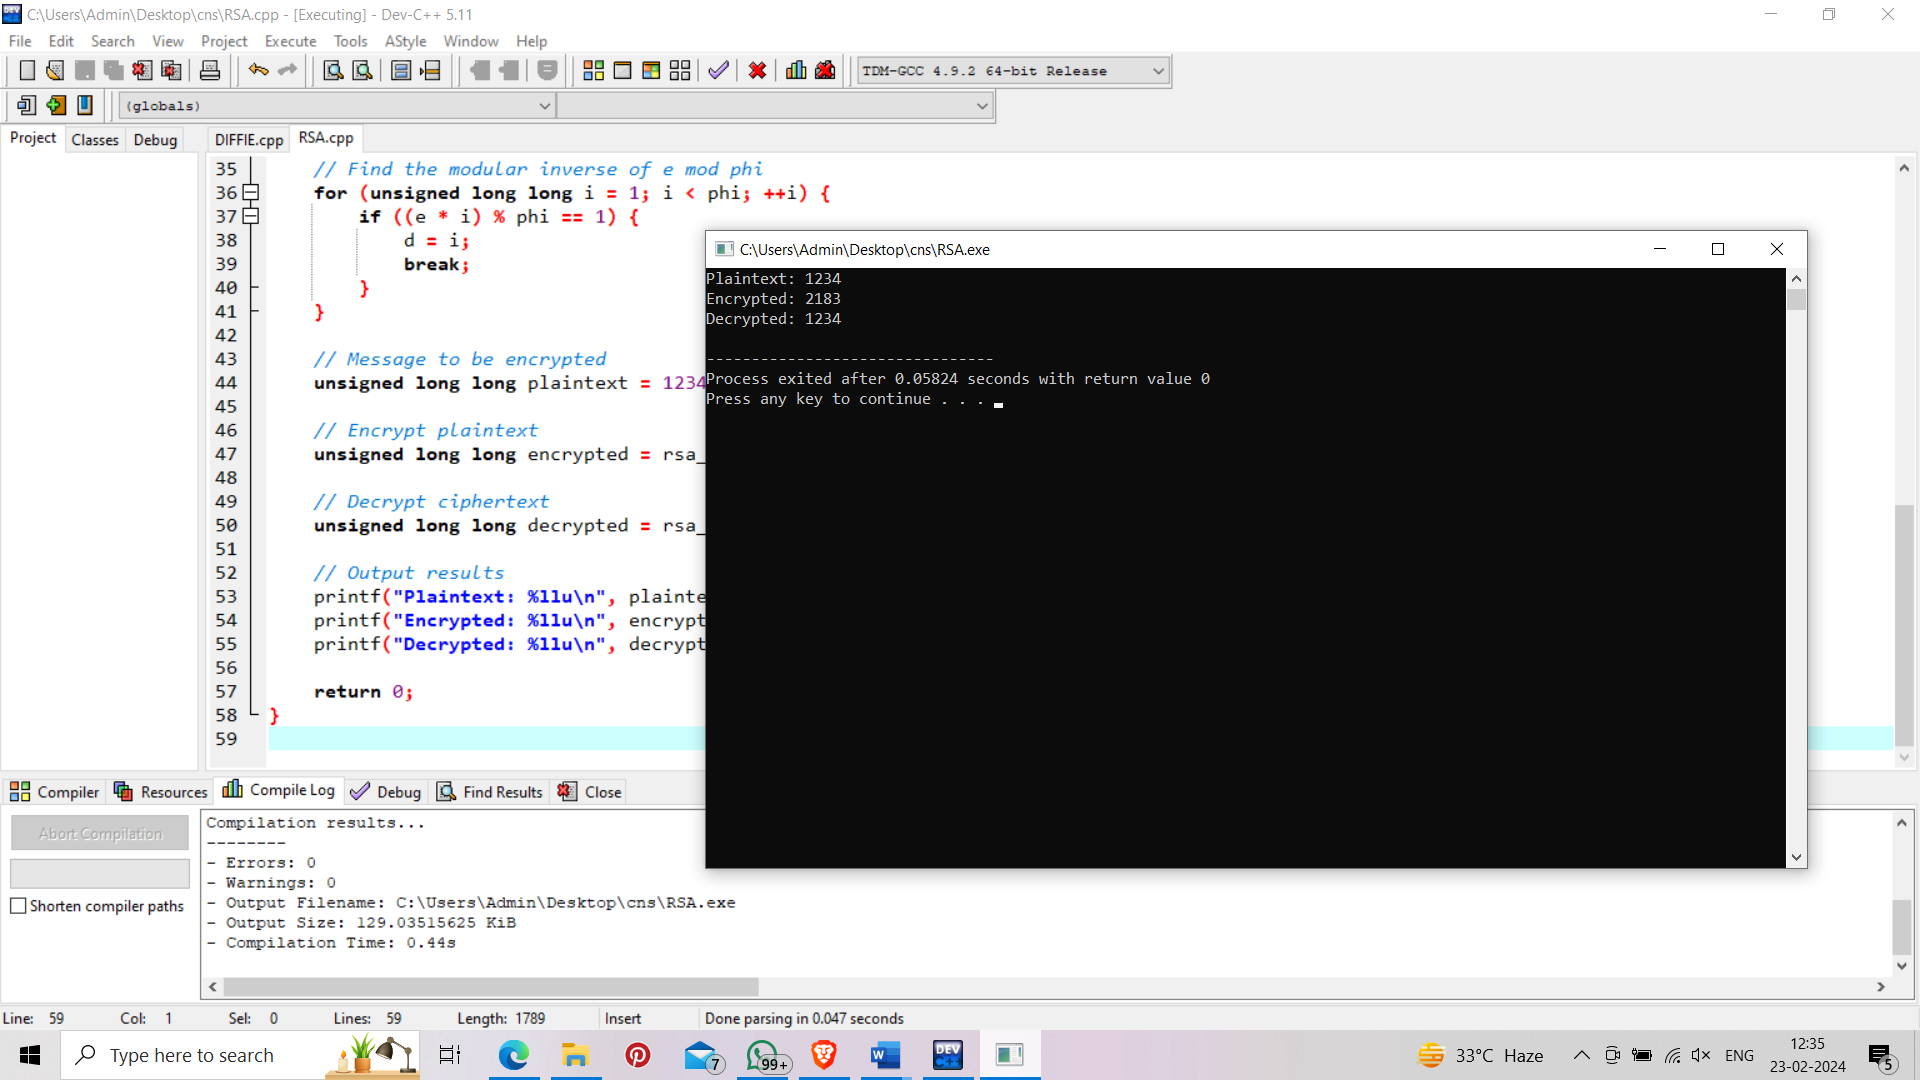 C:\Users\Admin\Desktop\cns\RSA.cpp - [Executing] - Dev-C++ 5.11
File Edit Search View Project Execute Tools AStyle Window Help
TDM-GCC 4.9.2 64-bit Release
(globals)
Project Classes Debug DIFFIE.cpp RSA.cpp
35 // Find the modular inverse of e mod phi
36 for (unsigned long long i = 1; i < phi; ++i) {
37 if ((e * i) % phi == 1) {
38 d = i;
39 break;
40 }
41 }
42
43 // Message to be encrypted
44 unsigned long long plaintext = 1234
45
46 // Encrypt plaintext
47 unsigned long long encrypted = rsa_
48
49 // Decrypt ciphertext
50 unsigned long long decrypted = rsa_
51
52 // Output results
53 printf("Plaintext: %llu\n", plainte
54 printf("Encrypted: %llu\n", encrypt
55 printf("Decrypted: %llu\n", decrypt
56
57 return 0;
58 }
59
C:\Users\Admin\Desktop\cns\RSA.exe
Plaintext: 1234
Encrypted: 2183
Decrypted: 1234
--------------------------------
Process exited after 0.05824 seconds with return value 0
Press any key to continue . . .
Compiler Resources Compile Log Debug Find Results Close
Abort Compilation
Shorten compiler paths
Compilation results...
--------
- Errors: 0
- Warnings: 0
- Output Filename: C:\Users\Admin\Desktop\cns\RSA.exe
- Output Size: 129.03515625 KiB
- Compilation Time: 0.44s
Line: 59 Col: 1 Sel: 0 Lines: 59 Length: 1789 Insert Done parsing in 0.047 seconds
Type here to search
7
99+
W
DEV
C++
33°C Haze
ENG
12:35
23-02-2024
5